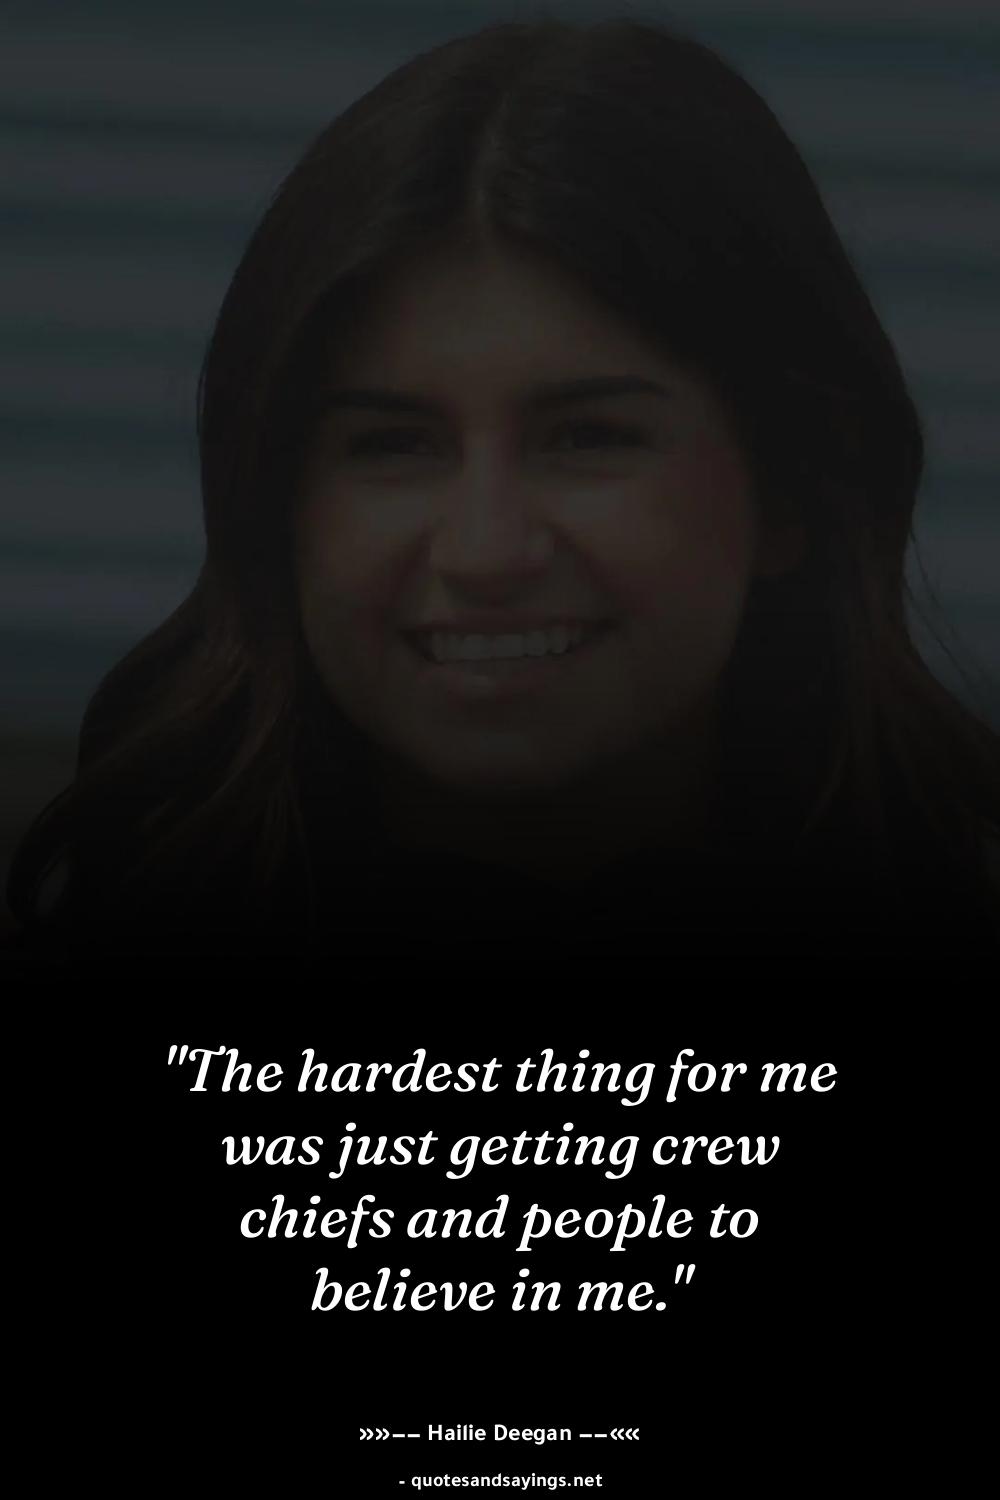 "The hardest thing for me
was just getting crew
chiefs and people to
believe in me."
»»−− Hailie Deegan −−««
- quotesandsayings.net